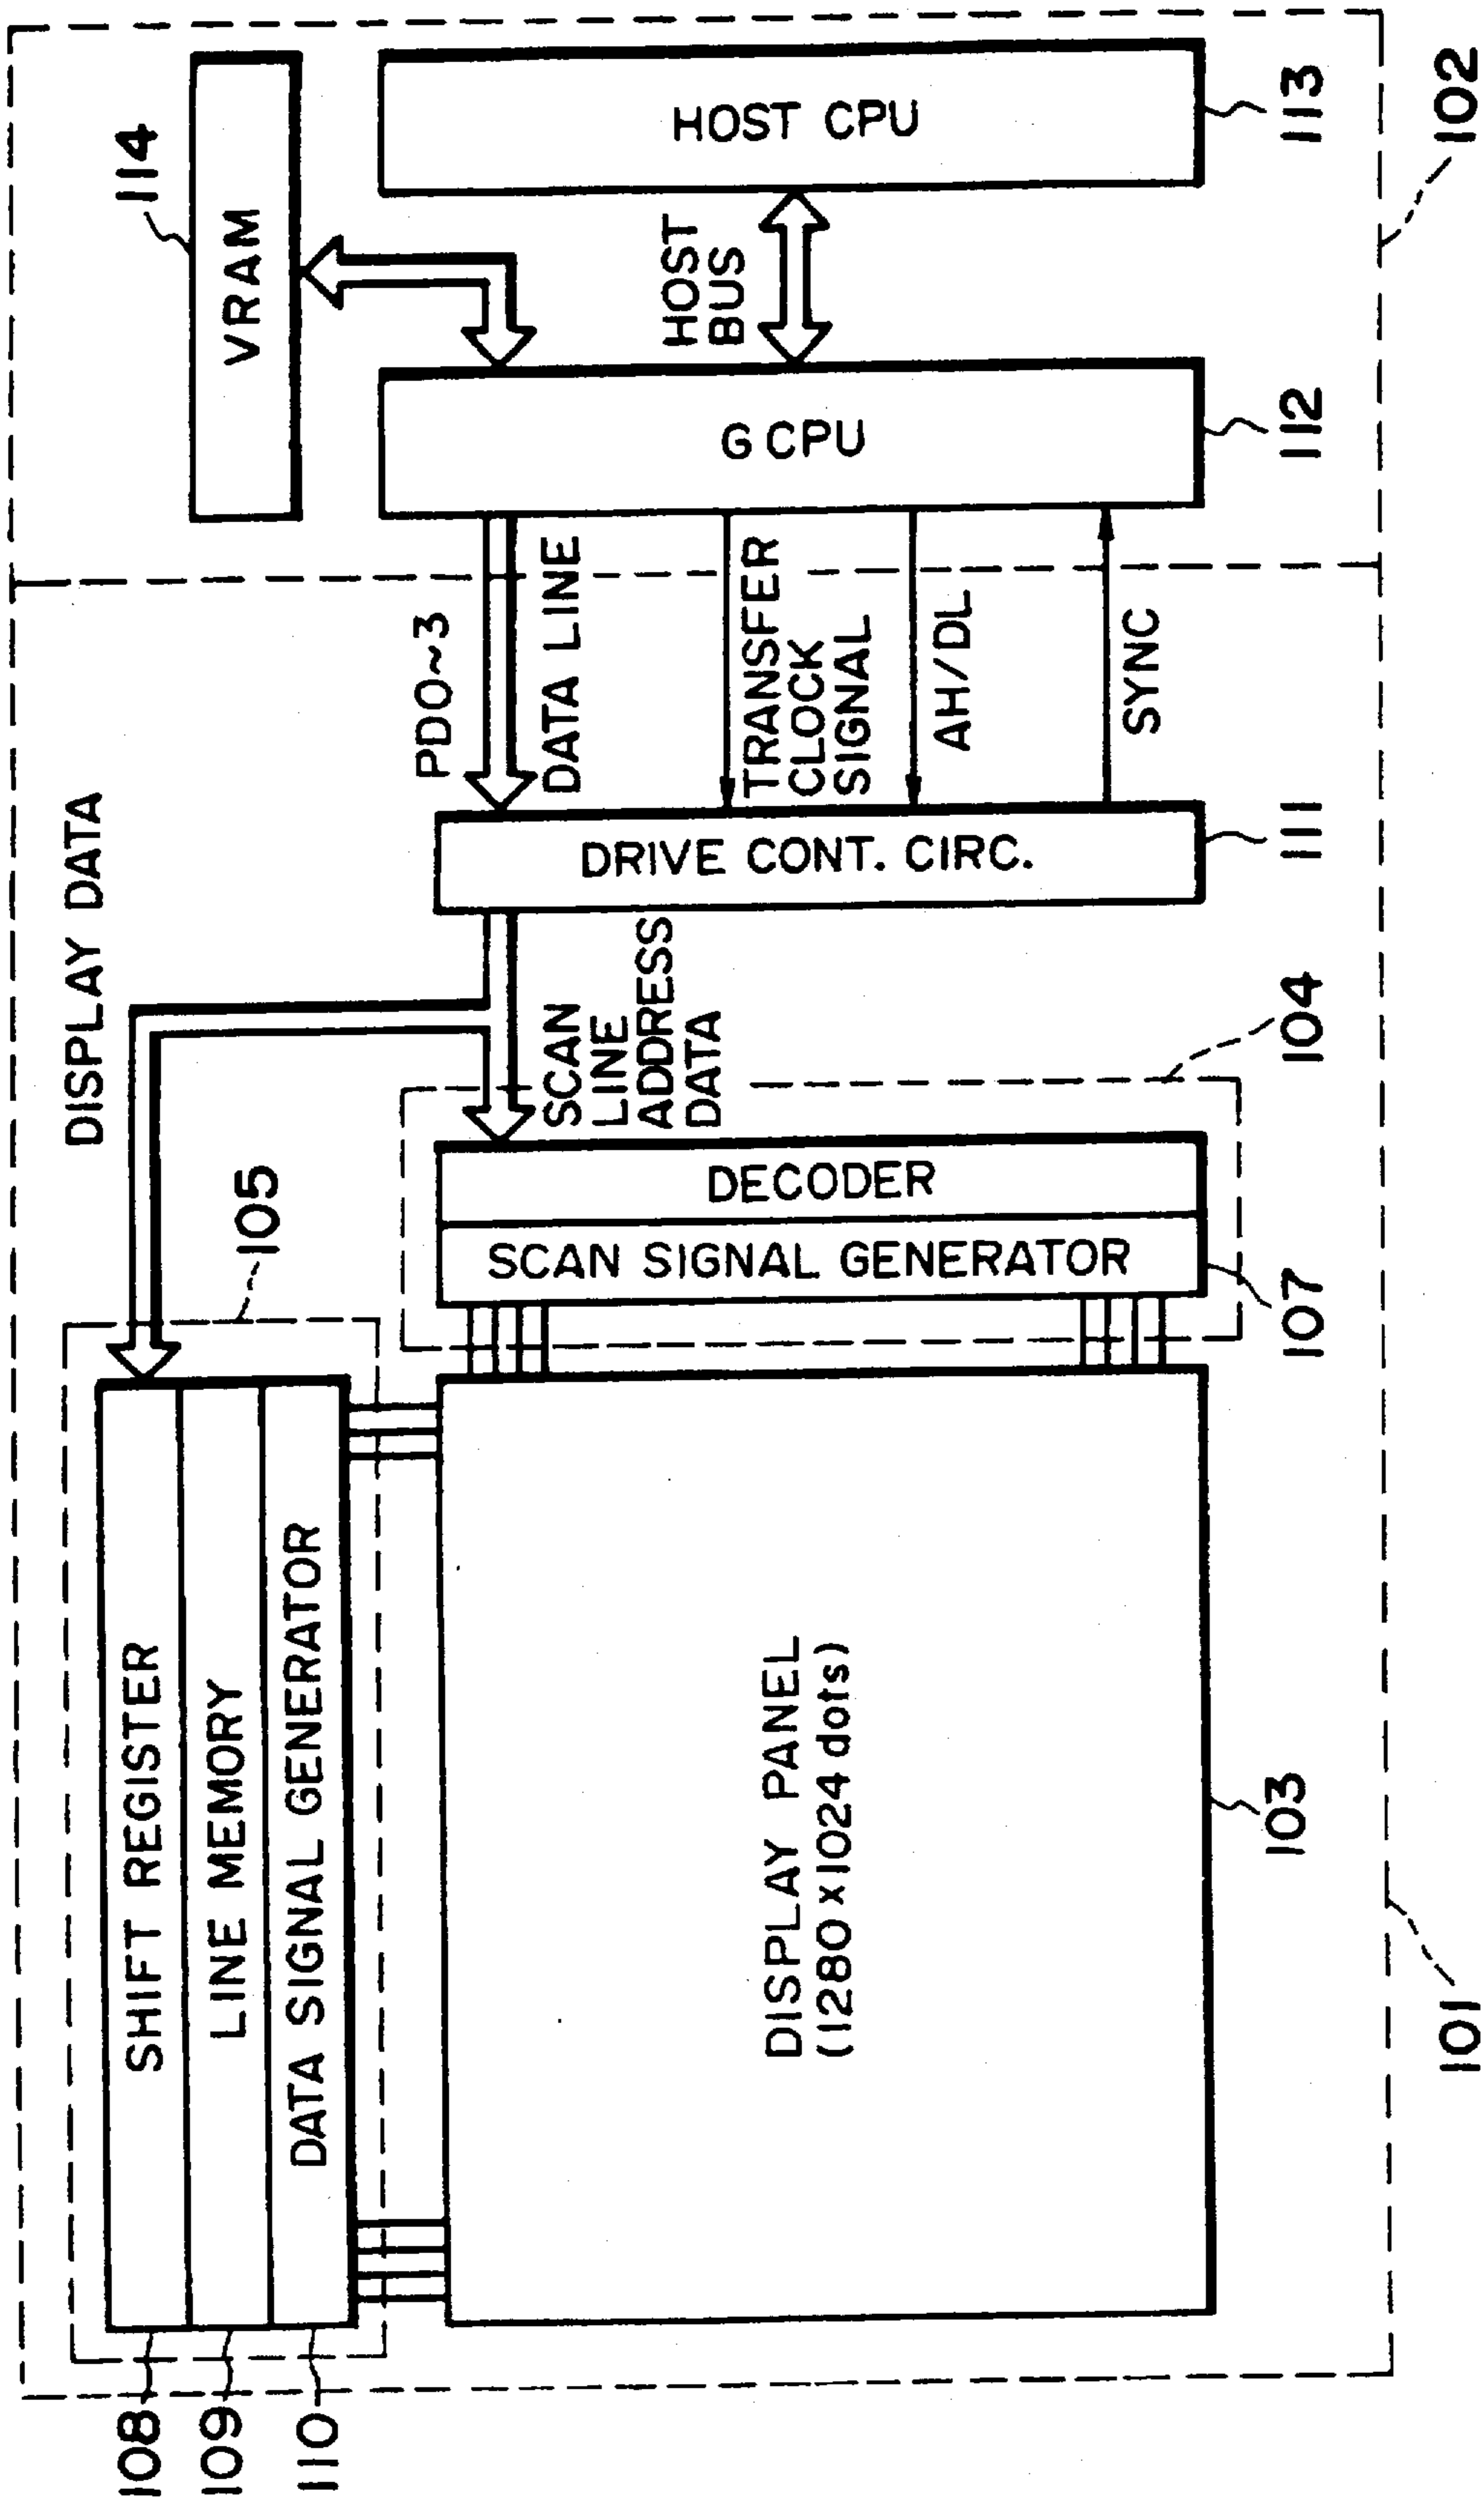 108
109
110
SHIFT REGISTER
LINE MEMORY
DATA SIGNAL GENERATOR
105
DISPLAY DATA
114
VRAM
DISPLAY PANEL
(1280×1024 dots)
103
101
DECODER
SCAN SIGNAL GENERATOR
107
104
SCAN
LINE
ADDRESS
DATA
DRIVE CONT. CIRC.
111
PD0~3
DATA LINE
TRANSFER
CLOCK
SIGNAL
AH/DL
SYNC
GCPU
112
HOST
BUS
HOST CPU
113
102